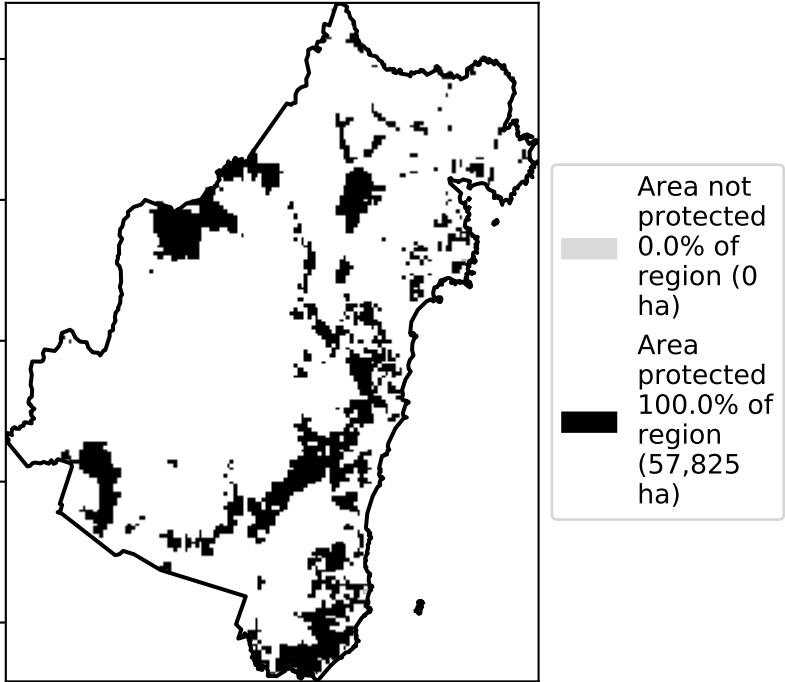 Area not
protected
0.0% of
region (0
ha)
Area
protected
100.0% of
region
(57,825
ha)